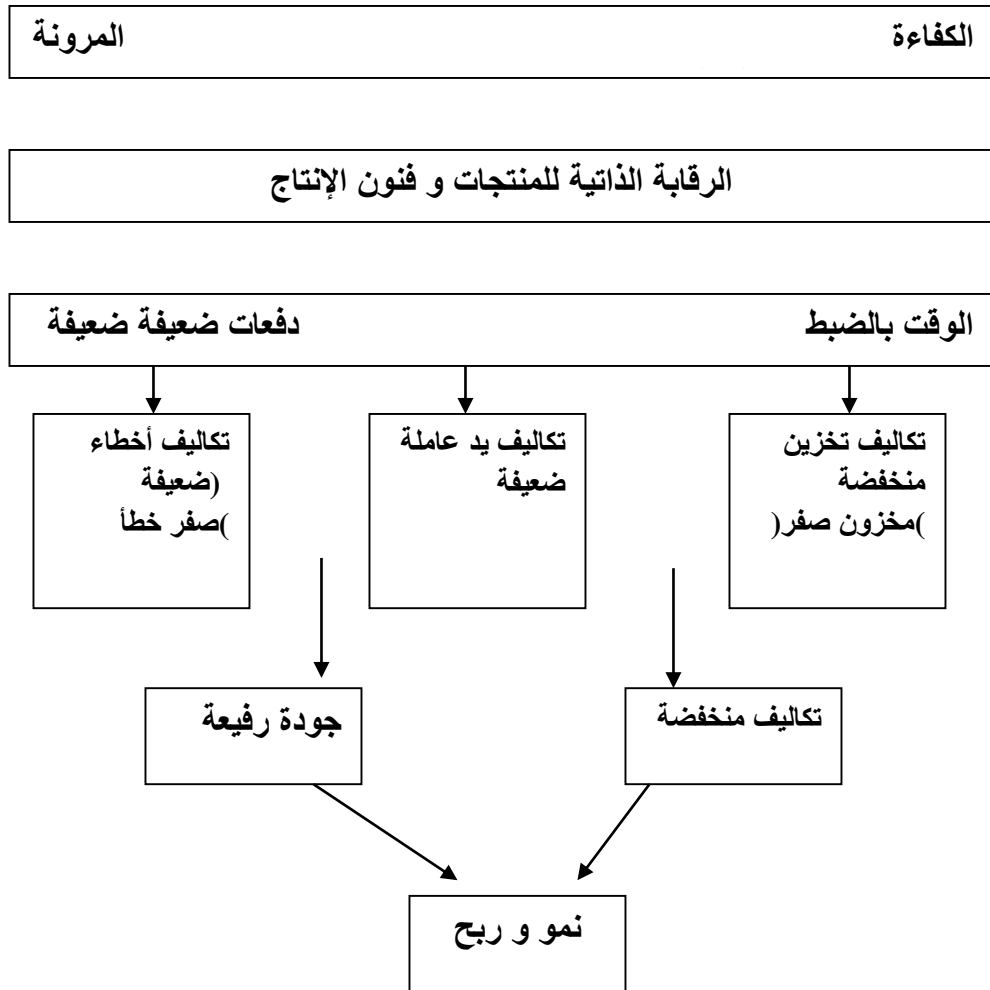 الكفاءة المرونة
الرقابة الذاتية للمنتجات و فنون الإنتاج
الوقت بالضبط دفعات ضعيفة ضعيفة
تكاليف تخزين
منخفضة
)مخزون صفر(
تكاليف يد عاملة
ضعيفة
تكاليف أخطاء
ضعيفة)
صفر خطأ(
تكاليف منخفضة
جودة رفيعة
نمو و ربح